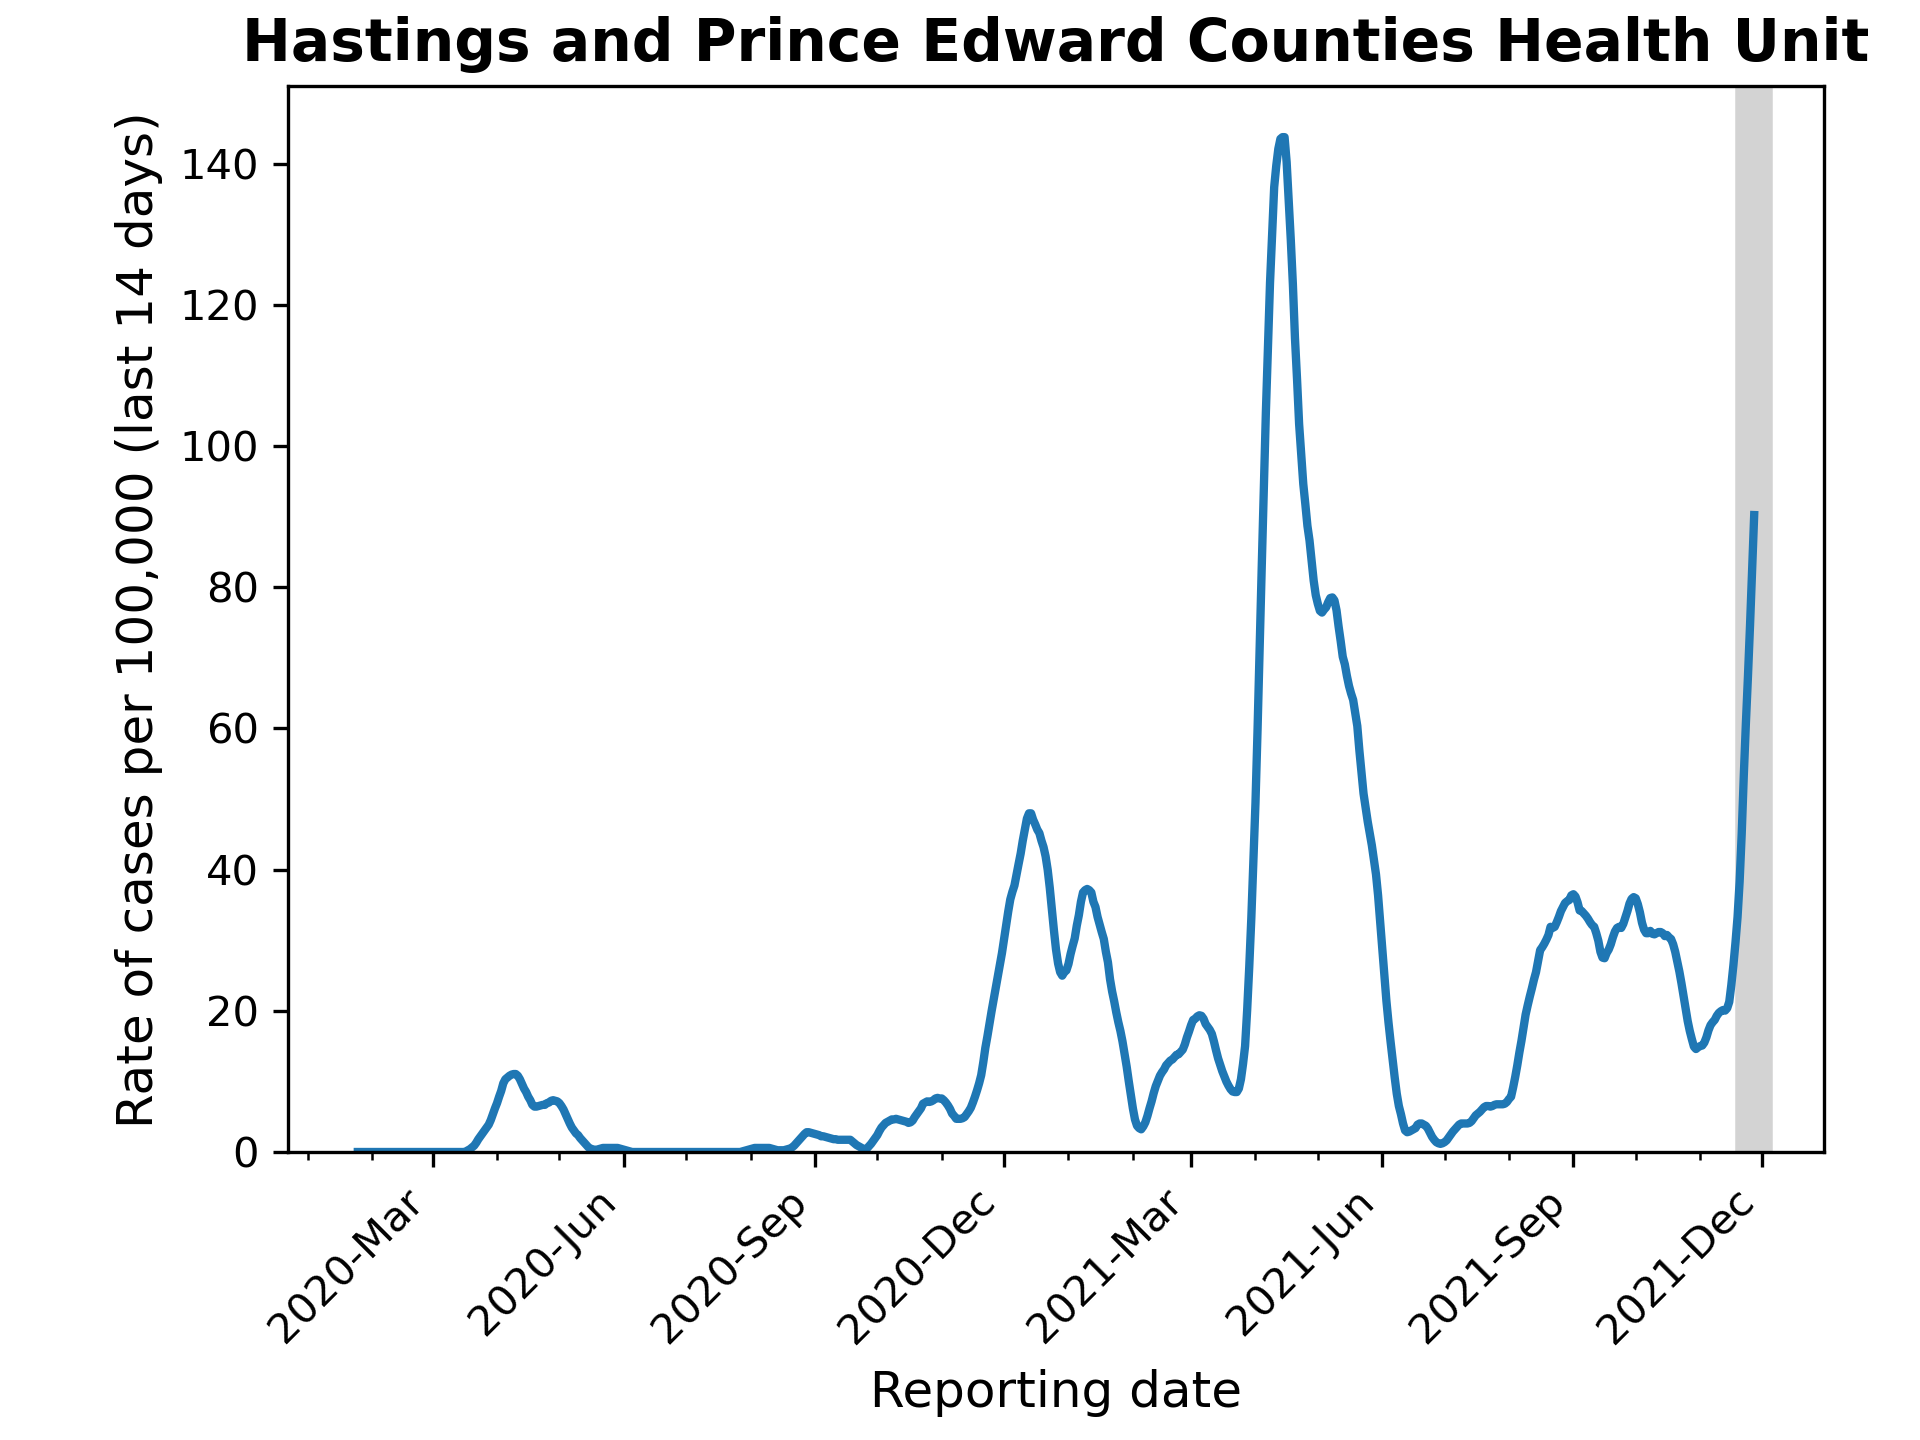 Hastings and Prince Edward Counties Health Unit
Rate of cases per 100,000 (last 14 days)
140
120
100
80
60
40
20
0
2020-Mar
2020-Jun
2020-Sep
2020-Dec
2021-Mar
2021-Jun
2021-Sep
2021-Dec
Reporting date